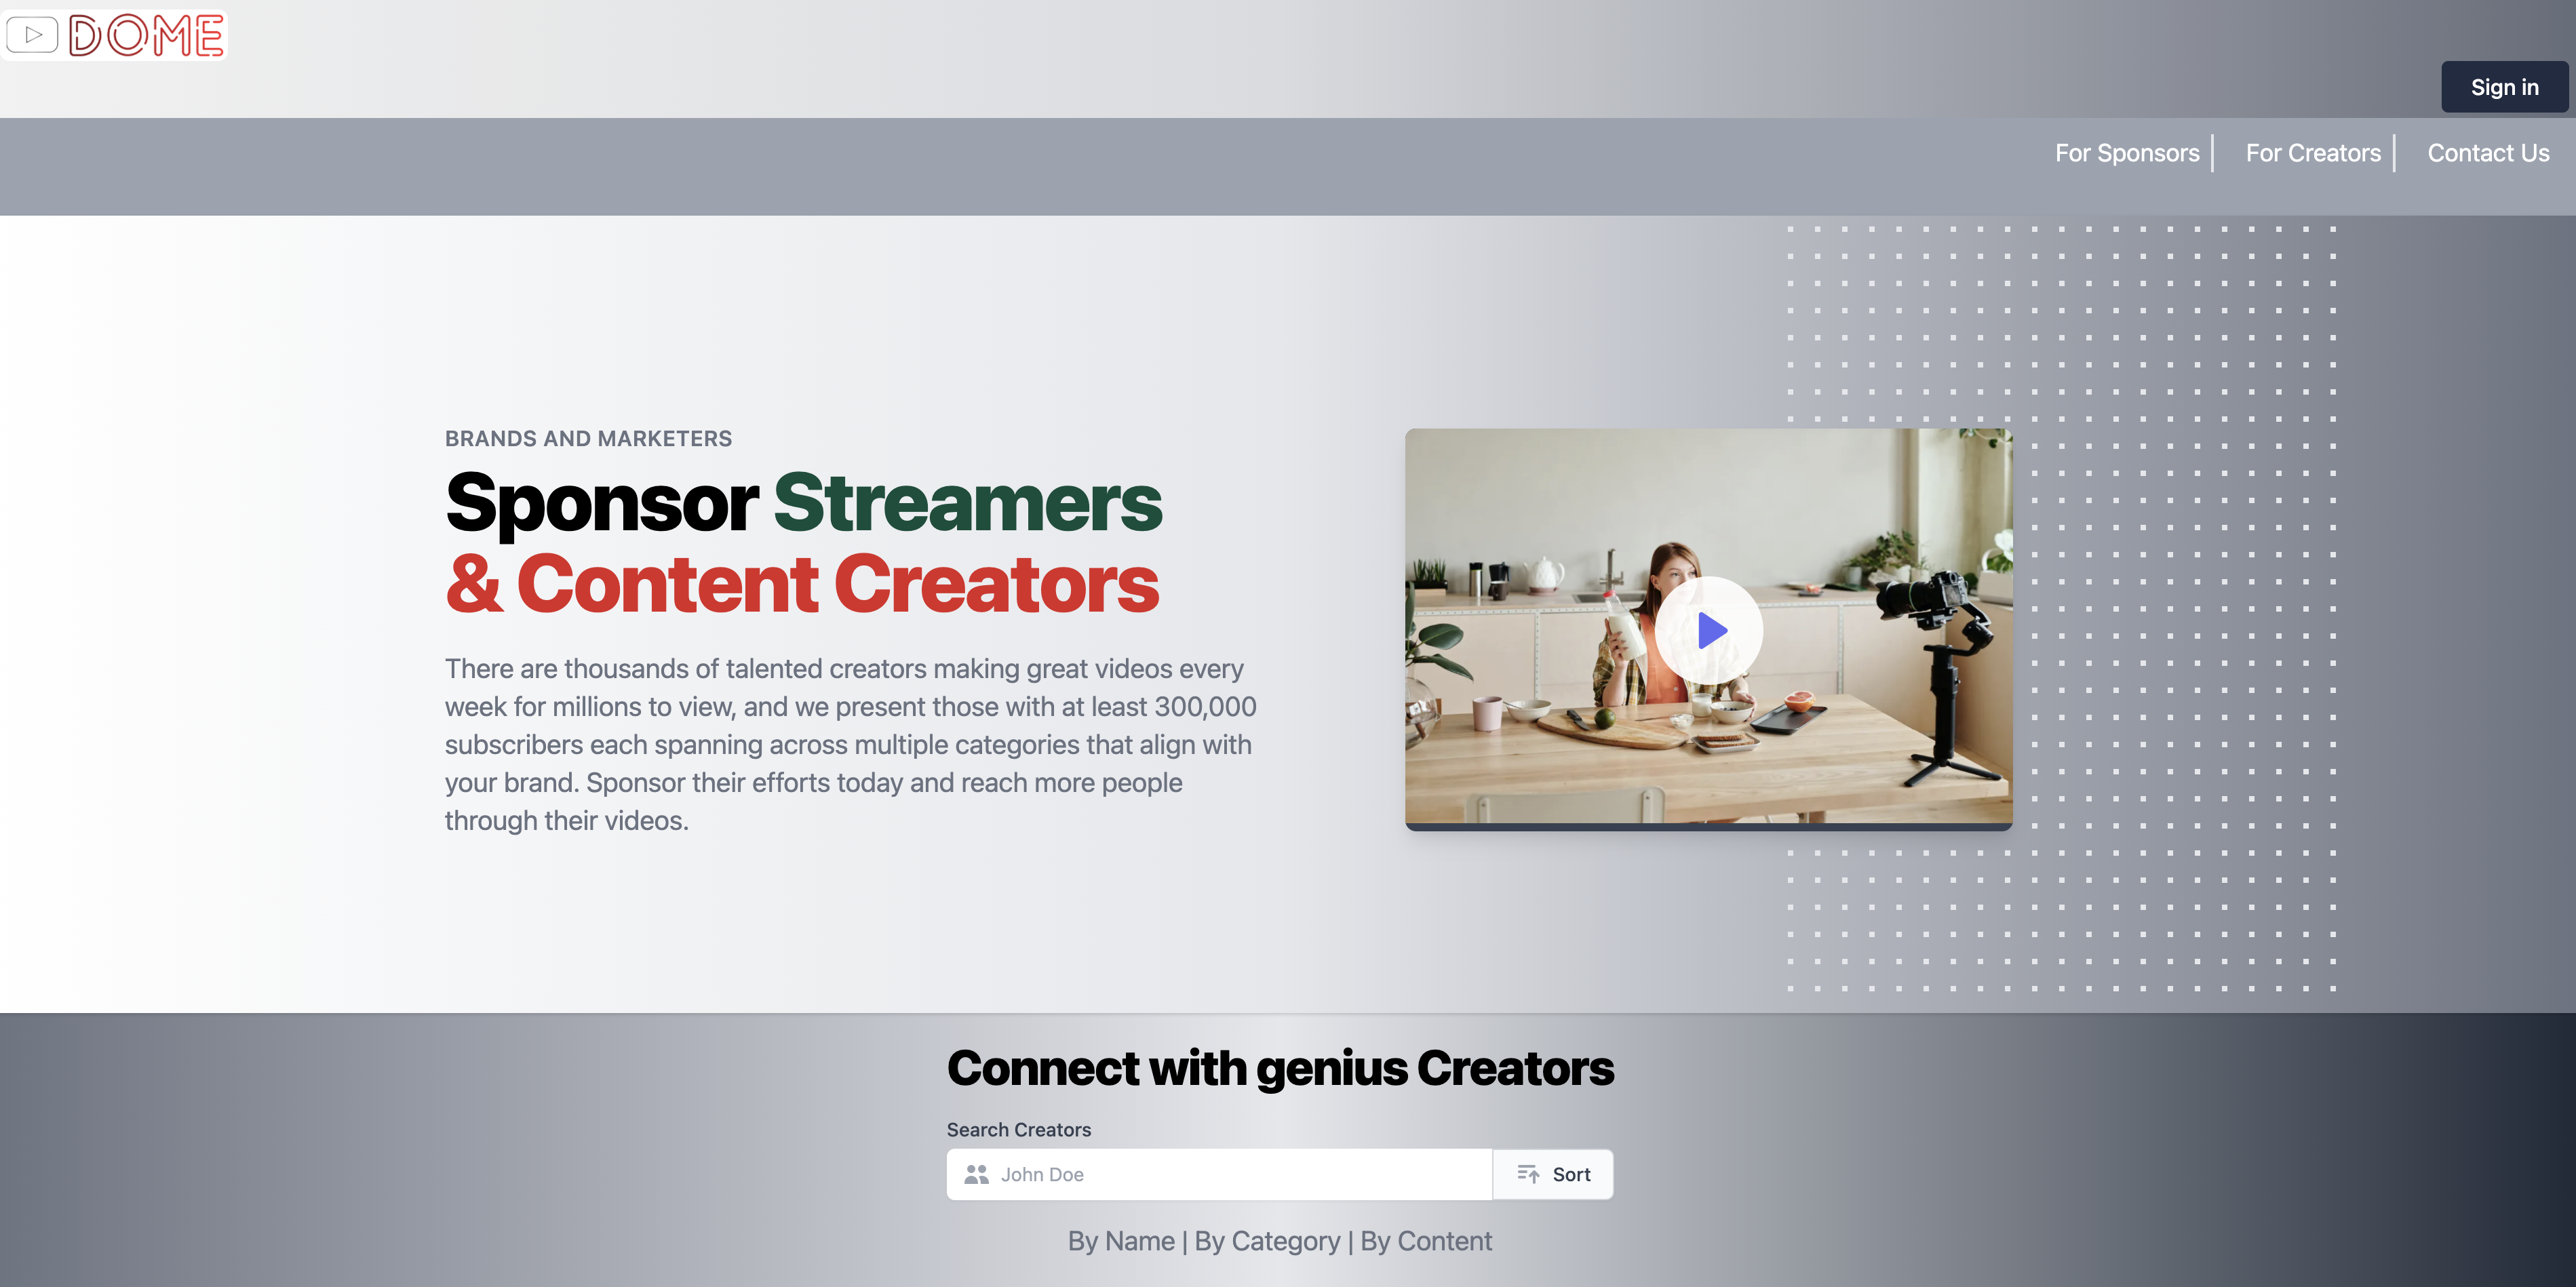 DOME
Sign in
For Sponsors
For Creators
Contact Us
BRANDS AND MARKETERS
Sponsor Streamers
& Content Creators
There are thousands of talented creators making great videos every
week for millions to view, and we present those with at least 300,000
subscribers each spanning across multiple categories that align with
your brand. Sponsor their efforts today and reach more people
through their videos.
Connect with genius Creators
Search Creators
John Doe
Sort
By Name | By Category | By Content